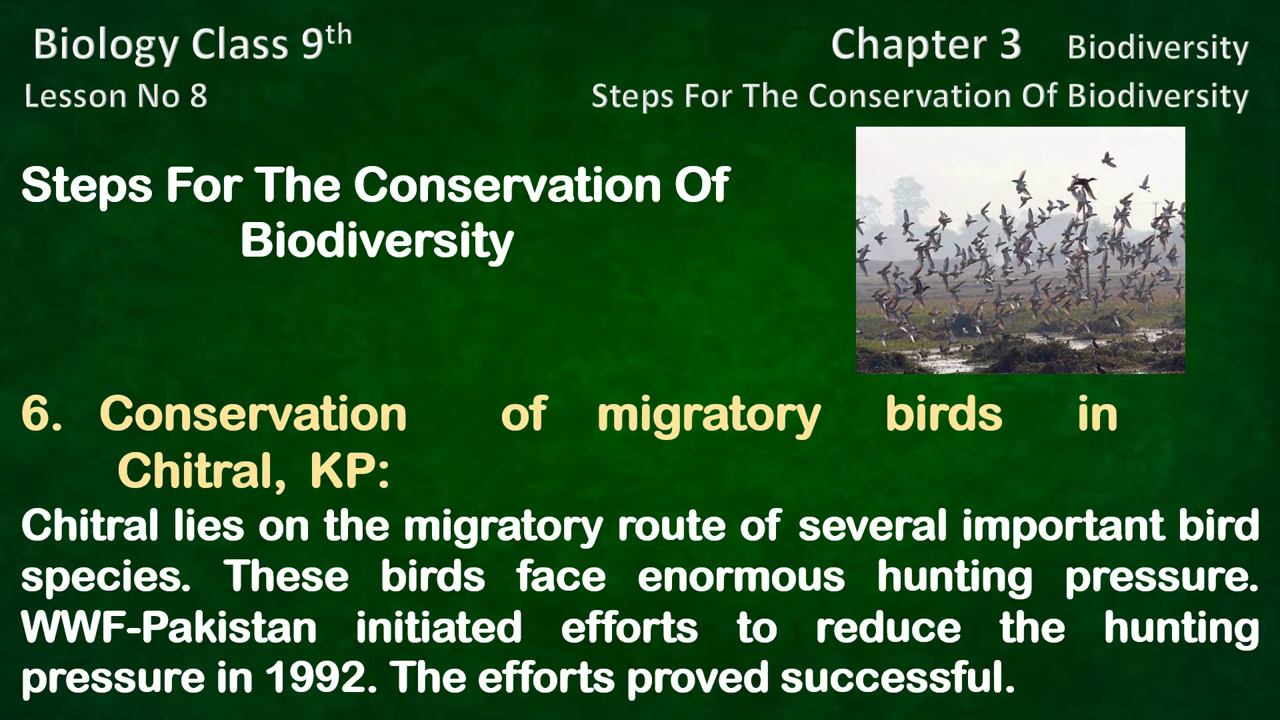 Biology Class 9th
Chapter 3 Biodiversity
Lesson No 8
Steps For The Conservation Of Biodiversity
Steps For The Conservation Of
Biodiversity
6. Conservation of migratory birds in
Chitral, KP:
Chitral lies on the migratory route of several important bird
species. These birds face enormous hunting pressure.
WWF-Pakistan initiated efforts to reduce the hunting
pressure in 1992. The efforts proved successful.